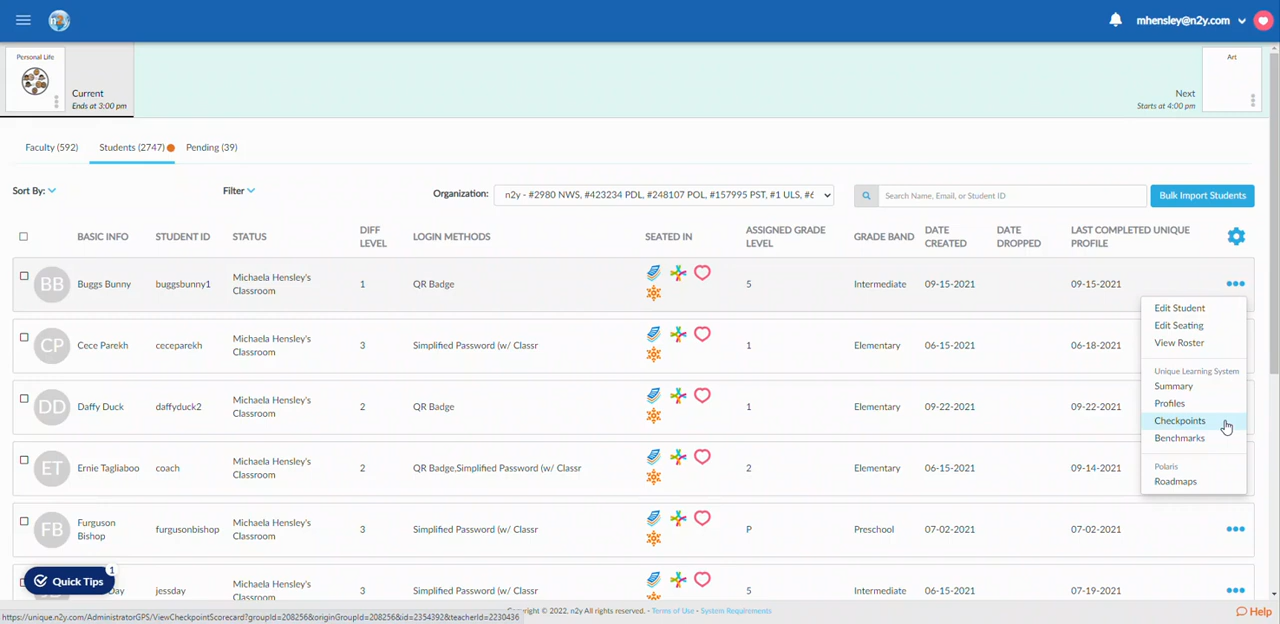 n2y
mhensley@n2y.com
Personal Life
Current
Ends at 3:00 pm
Art
Next
Starts at 4:00 pm
Faculty (592) Students (2747) Pending (39)
Sort By: Filter Organization: n2y - #2980 NWS, #423234 PDL, #248107 POL, #157995 PST, #1 ULS, #6 Search Name, Email, or Student ID Bulk Import Students
BASIC INFO STUDENT ID STATUS DIFF LEVEL LOGIN METHODS SEATED IN ASSIGNED GRADE LEVEL GRADE BAND DATE CREATED DATE DROPPED LAST COMPLETED UNIQUE PROFILE
BB Buggs Bunny buggsbunny1 Michaela Hensley's Classroom 1 QR Badge 5 Intermediate 09-15-2021 09-15-2021
CP Cece Parekh ceceparekh Michaela Hensley's Classroom 3 Simplified Password (w/ Classr 1 Elementary 06-15-2021 06-18-2021
DD Daffy Duck daffyduck2 Michaela Hensley's Classroom 2 QR Badge 1 Elementary 09-22-2021 09-22-2021
ET Ernie Tagliaboo coach Michaela Hensley's Classroom 2 QR Badge,Simplified Password (w/ Classr 2 Elementary 06-15-2021 09-14-2021
FB Furguson Bishop furgusonbishop Michaela Hensley's Classroom 3 Simplified Password (w/ Classr P Preschool 07-02-2021 07-02-2021
Day jessday Michaela Hensley's 3 Simplified Password (w/ Classr 5 Intermediate 07-19-2021 07-19-2021
Edit Student
Edit Seating
View Roster
Unique Learning System
Summary
Profiles
Checkpoints
Benchmarks
Polaris
Roadmaps
Quick Tips 1
https://unique.n2y.com/AdministratorGPS/ViewCheckpointScorecard?groupId=208256&originGroupId=208256&id=2354392&teacherId=2230436
© 2022, n2y All rights reserved. - Terms of Use - System Requirements
Help